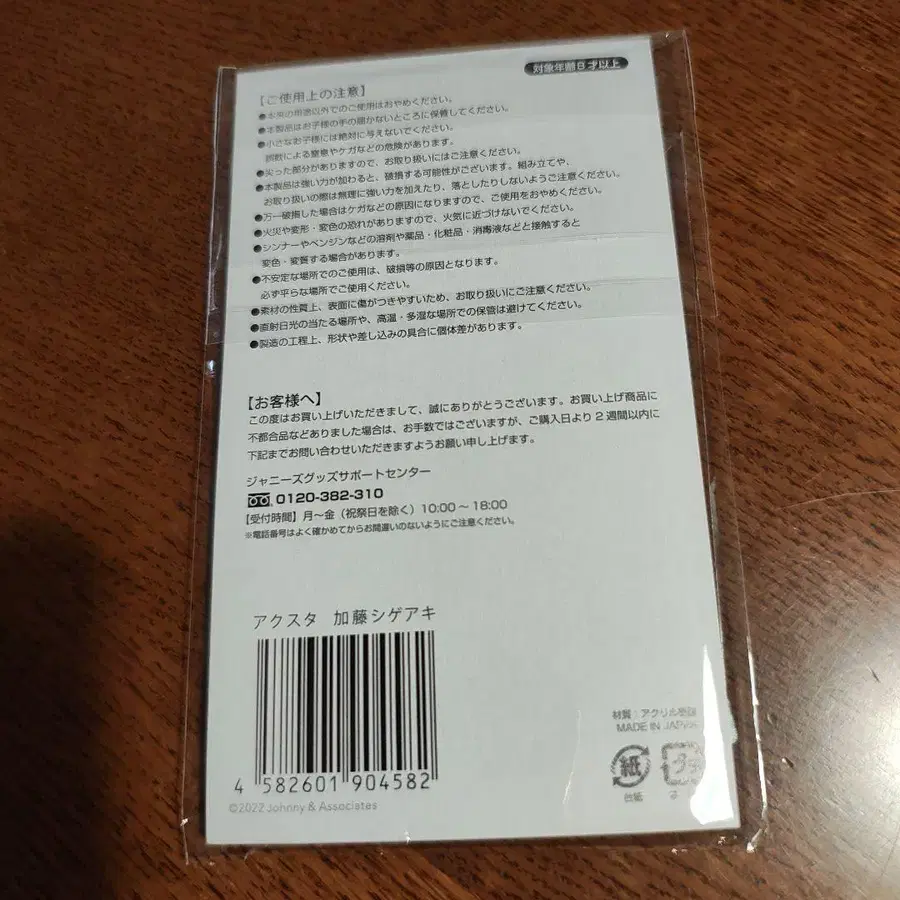 対象年齢6才以上
【ご使用上の注意】
●本来の用途以外でのご使用はおやめください。
●本製品はお子様の手の届かないところに保管してください。
●小さなお子様には絶対に与えないでください。
誤飲による窒息やケガなどの危険があります。
●尖った部分がありますので、お取り扱いにはご注意ください。
●本製品は強い力が加わると、破損する可能性がございます。組み立てや、
お取り扱いの際は無理に強い力を加えたり、落としたりしないようご注意ください。
●万一破損した場合はケガなどの原因になりますので、ご使用をおやめください。
●火災や変形・変色の恐れがありますので、火気に近づけないでください。
●シンナーやベンジンなどの溶剤や薬品・化粧品・消毒液などと接触すると
変色・変質する場合があります。
●不安定な場所でのご使用は、破損等の原因となります。
必ず平らな場所でご使用ください。
●素材の性質上、表面に傷がつきやすいため、お取り扱いにご注意ください。
●直射日光の当たる場所や、高温・多湿な場所での保管は避けてください。
●製造の工程上、形状や差し込みの具合に個体差があります。
【お客様へ】
この度はお買い上げいただきまして、誠にありがとうございます。お買い上げ商品に
不都合品などありました場合は、お手数ではございますが、ご購入日より2週間以内に
下記までお問い合わせいただきますようお願い申し上げます。
ジャニーズグッズサポートセンター
0120-382-310
【受付時間】月~金(祝祭日を除く)10:00~18:00
※電話番号はよく確かめてからお間違いのないようにご注意ください。
アクスタ 加藤シゲアキ
4 582601 904582
©2022 Johnny & Associates
材質:アクリル樹脂
MADE IN JAPAN
紙
台紙
プラ